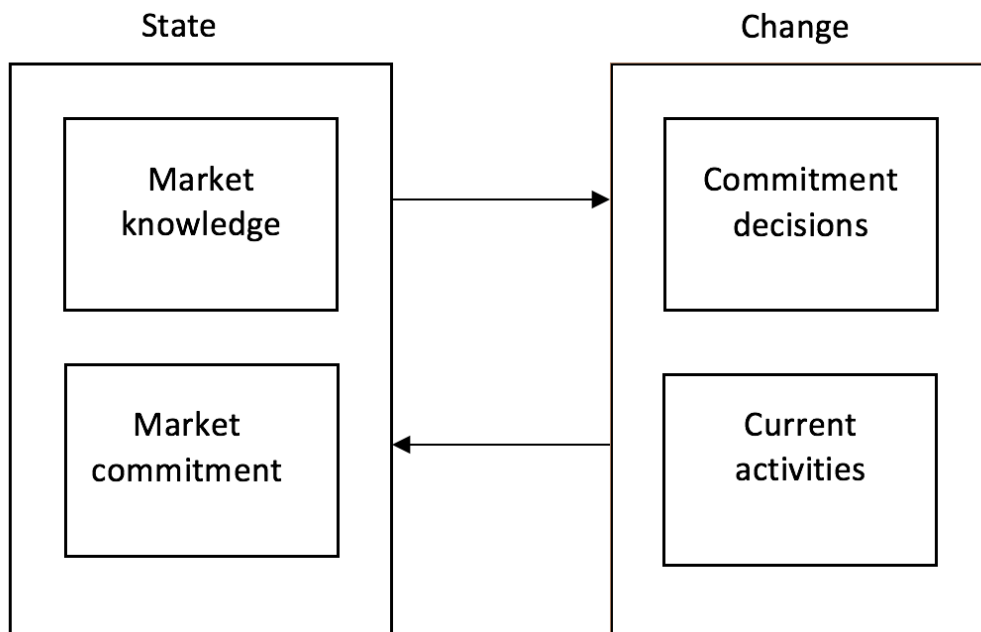 State
Change
Market
knowledge
Commitment
decisions
Market
commitment
Current
activities